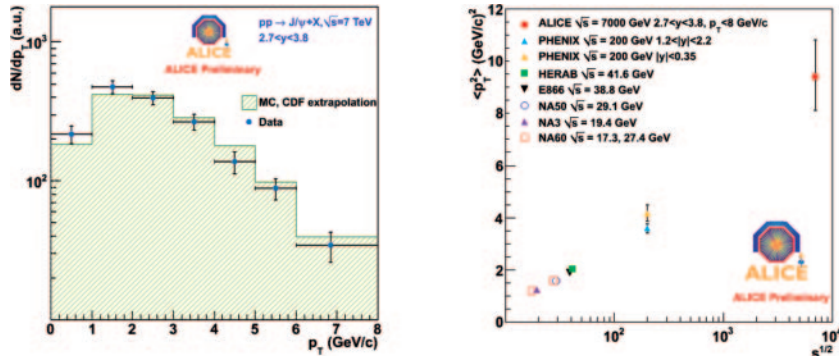 dN/dp_T (a.u.)
10³
10²
ALICE
ALICE Preliminary
pp → J/ψ+X, √s=7 TeV
2.7<y<3.8
MC, CDF extrapolation
Data
0 1 2 3 4 5 6 7 8
p_T (GeV/c)
<p_T²> (GeV/c)²
12
10
8
6
4
2
0
ALICE √s = 7000 GeV 2.7<y<3.8, p_T<8 GeV/c
PHENIX √s = 200 GeV 1.2<|y|<2.2
PHENIX √s = 200 GeV |y|<0.35
HERAB √s = 41.6 GeV
E866 √s = 38.8 GeV
NA50 √s = 29.1 GeV
NA3 √s = 19.4 GeV
NA60 √s = 17.3, 27.4 GeV
ALICE
ALICE Preliminary
10² 10³ 10⁴
s^{1/2}